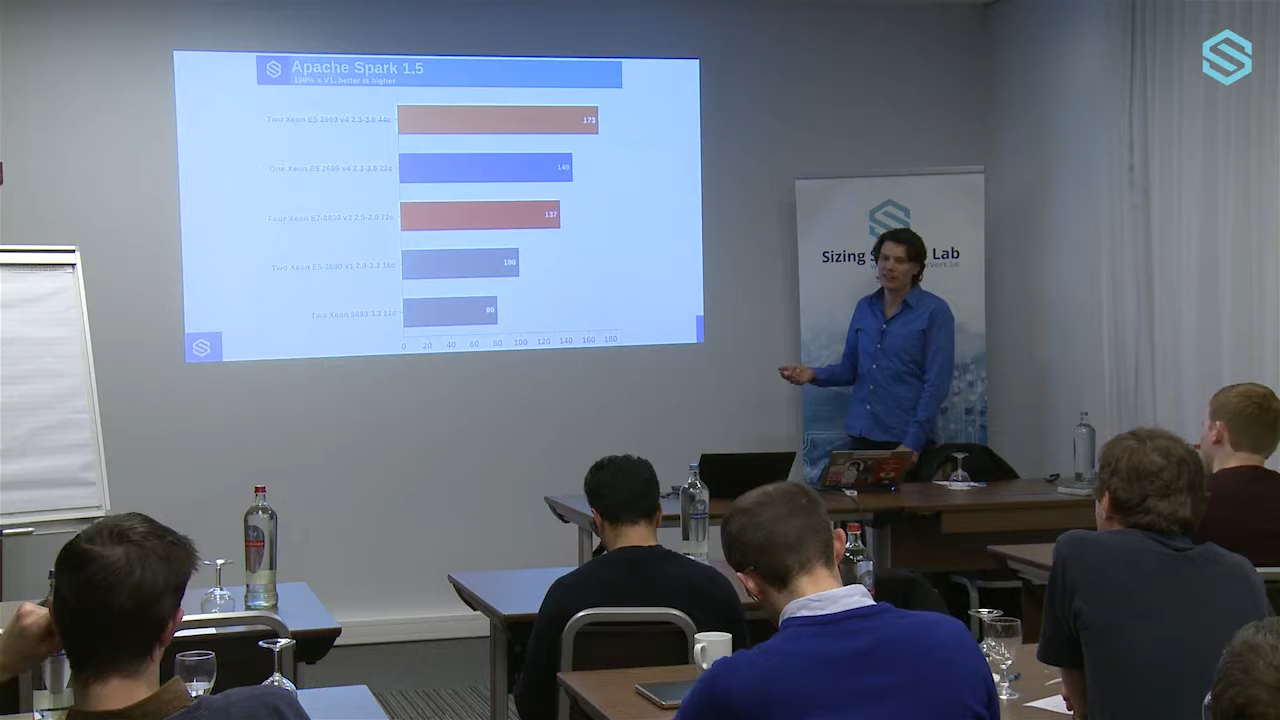 Apache Spark 1.5
100% = V1, better is higher
Two Xeon E5 2699 v4 2.3-3.6 44c
173
One Xeon E5 2699 v4 2.3-3.6 22c
149
Four Xeon E7-8890 v3 2.5-2.8 72c
137
Two Xeon E5-2690 v1 2.9-3.3 16c
100
Two Xeon 5680 3.3 12c
80
0 20 40 60 80 100 120 140 160 180
Sizing S Lab